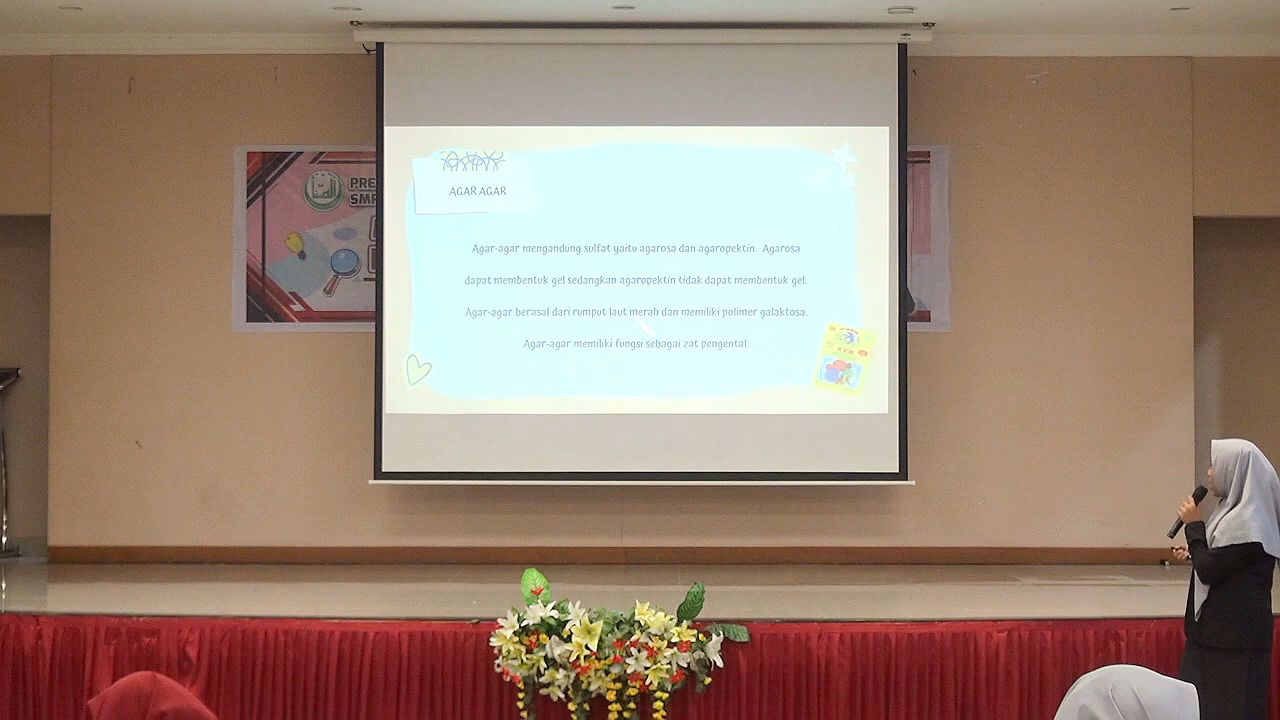 PRE
SMP
AGAR AGAR
Agar-agar mengandung sulfat yaitu agarosa dan agaropektin. Agarosa
dapat membentuk gel sedangkan agaropektin tidak dapat membentuk gel.
Agar-agar berasal dari rumput laut merah dan memiliki polimer galaktosa.
Agar-agar memiliki fungsi sebagai zat pengental.